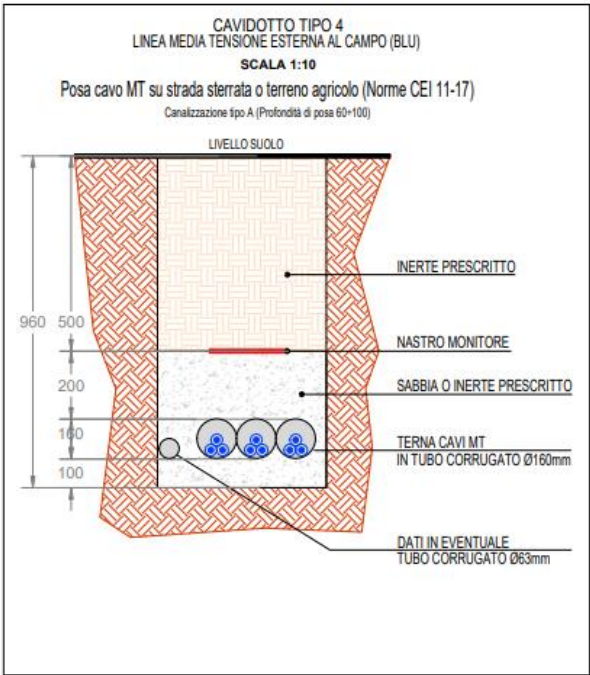 CAVIDOTTO TIPO 4
LINEA MEDIA TENSIONE ESTERNA AL CAMPO (BLU)
SCALA 1:10
Posa cavo MT su strada sterrata o terreno agricolo (Norme CEI 11-17)
Canalizzazione tipo A (Profondità di posa 60÷100)
LIVELLO SUOLO
INERTE PRESCRITTO
960
500
NASTRO MONITORE
200
SABBIA O INERTE PRESCRITTO
160
TERNA CAVI MT
IN TUBO CORRUGATO Ø160mm
100
DATI IN EVENTUALE
TUBO CORRUGATO Ø63mm